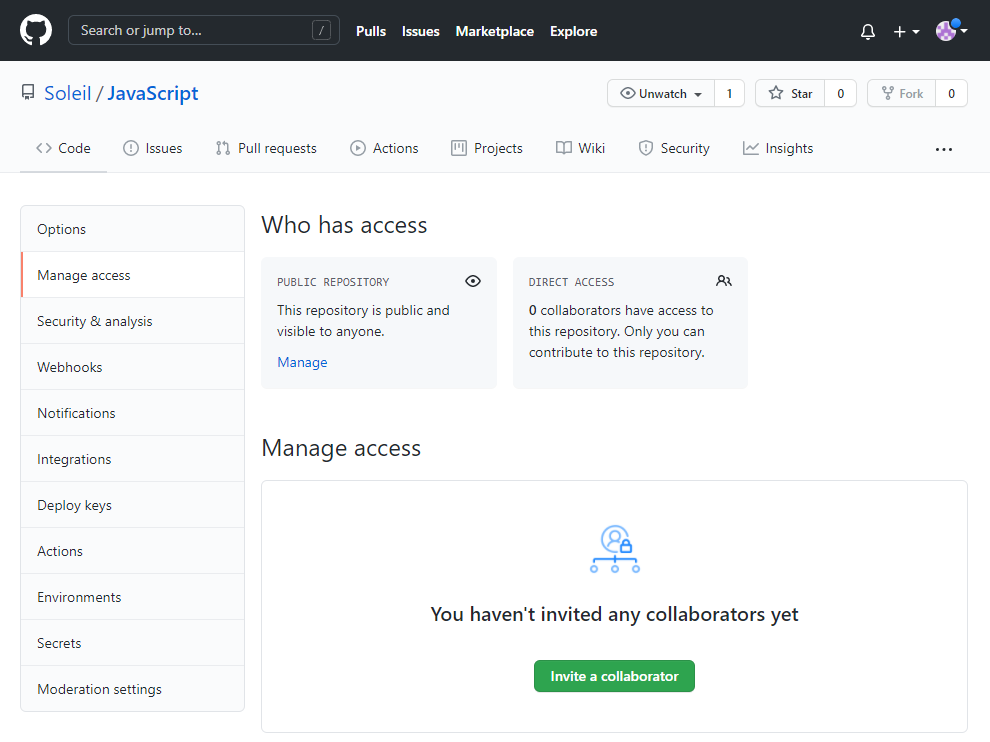 Search or jump to... /
Pulls Issues Marketplace Explore
Soleil / JavaScript
Unwatch 1 Star 0 Fork 0
Code Issues Pull requests Actions Projects Wiki Security Insights ...
Options
Manage access
Security & analysis
Webhooks
Notifications
Integrations
Deploy keys
Actions
Environments
Secrets
Moderation settings
Who has access
PUBLIC REPOSITORY
This repository is public and
visible to anyone.
Manage
DIRECT ACCESS
0 collaborators have access to
this repository. Only you can
contribute to this repository.
Manage access
You haven't invited any collaborators yet
Invite a collaborator